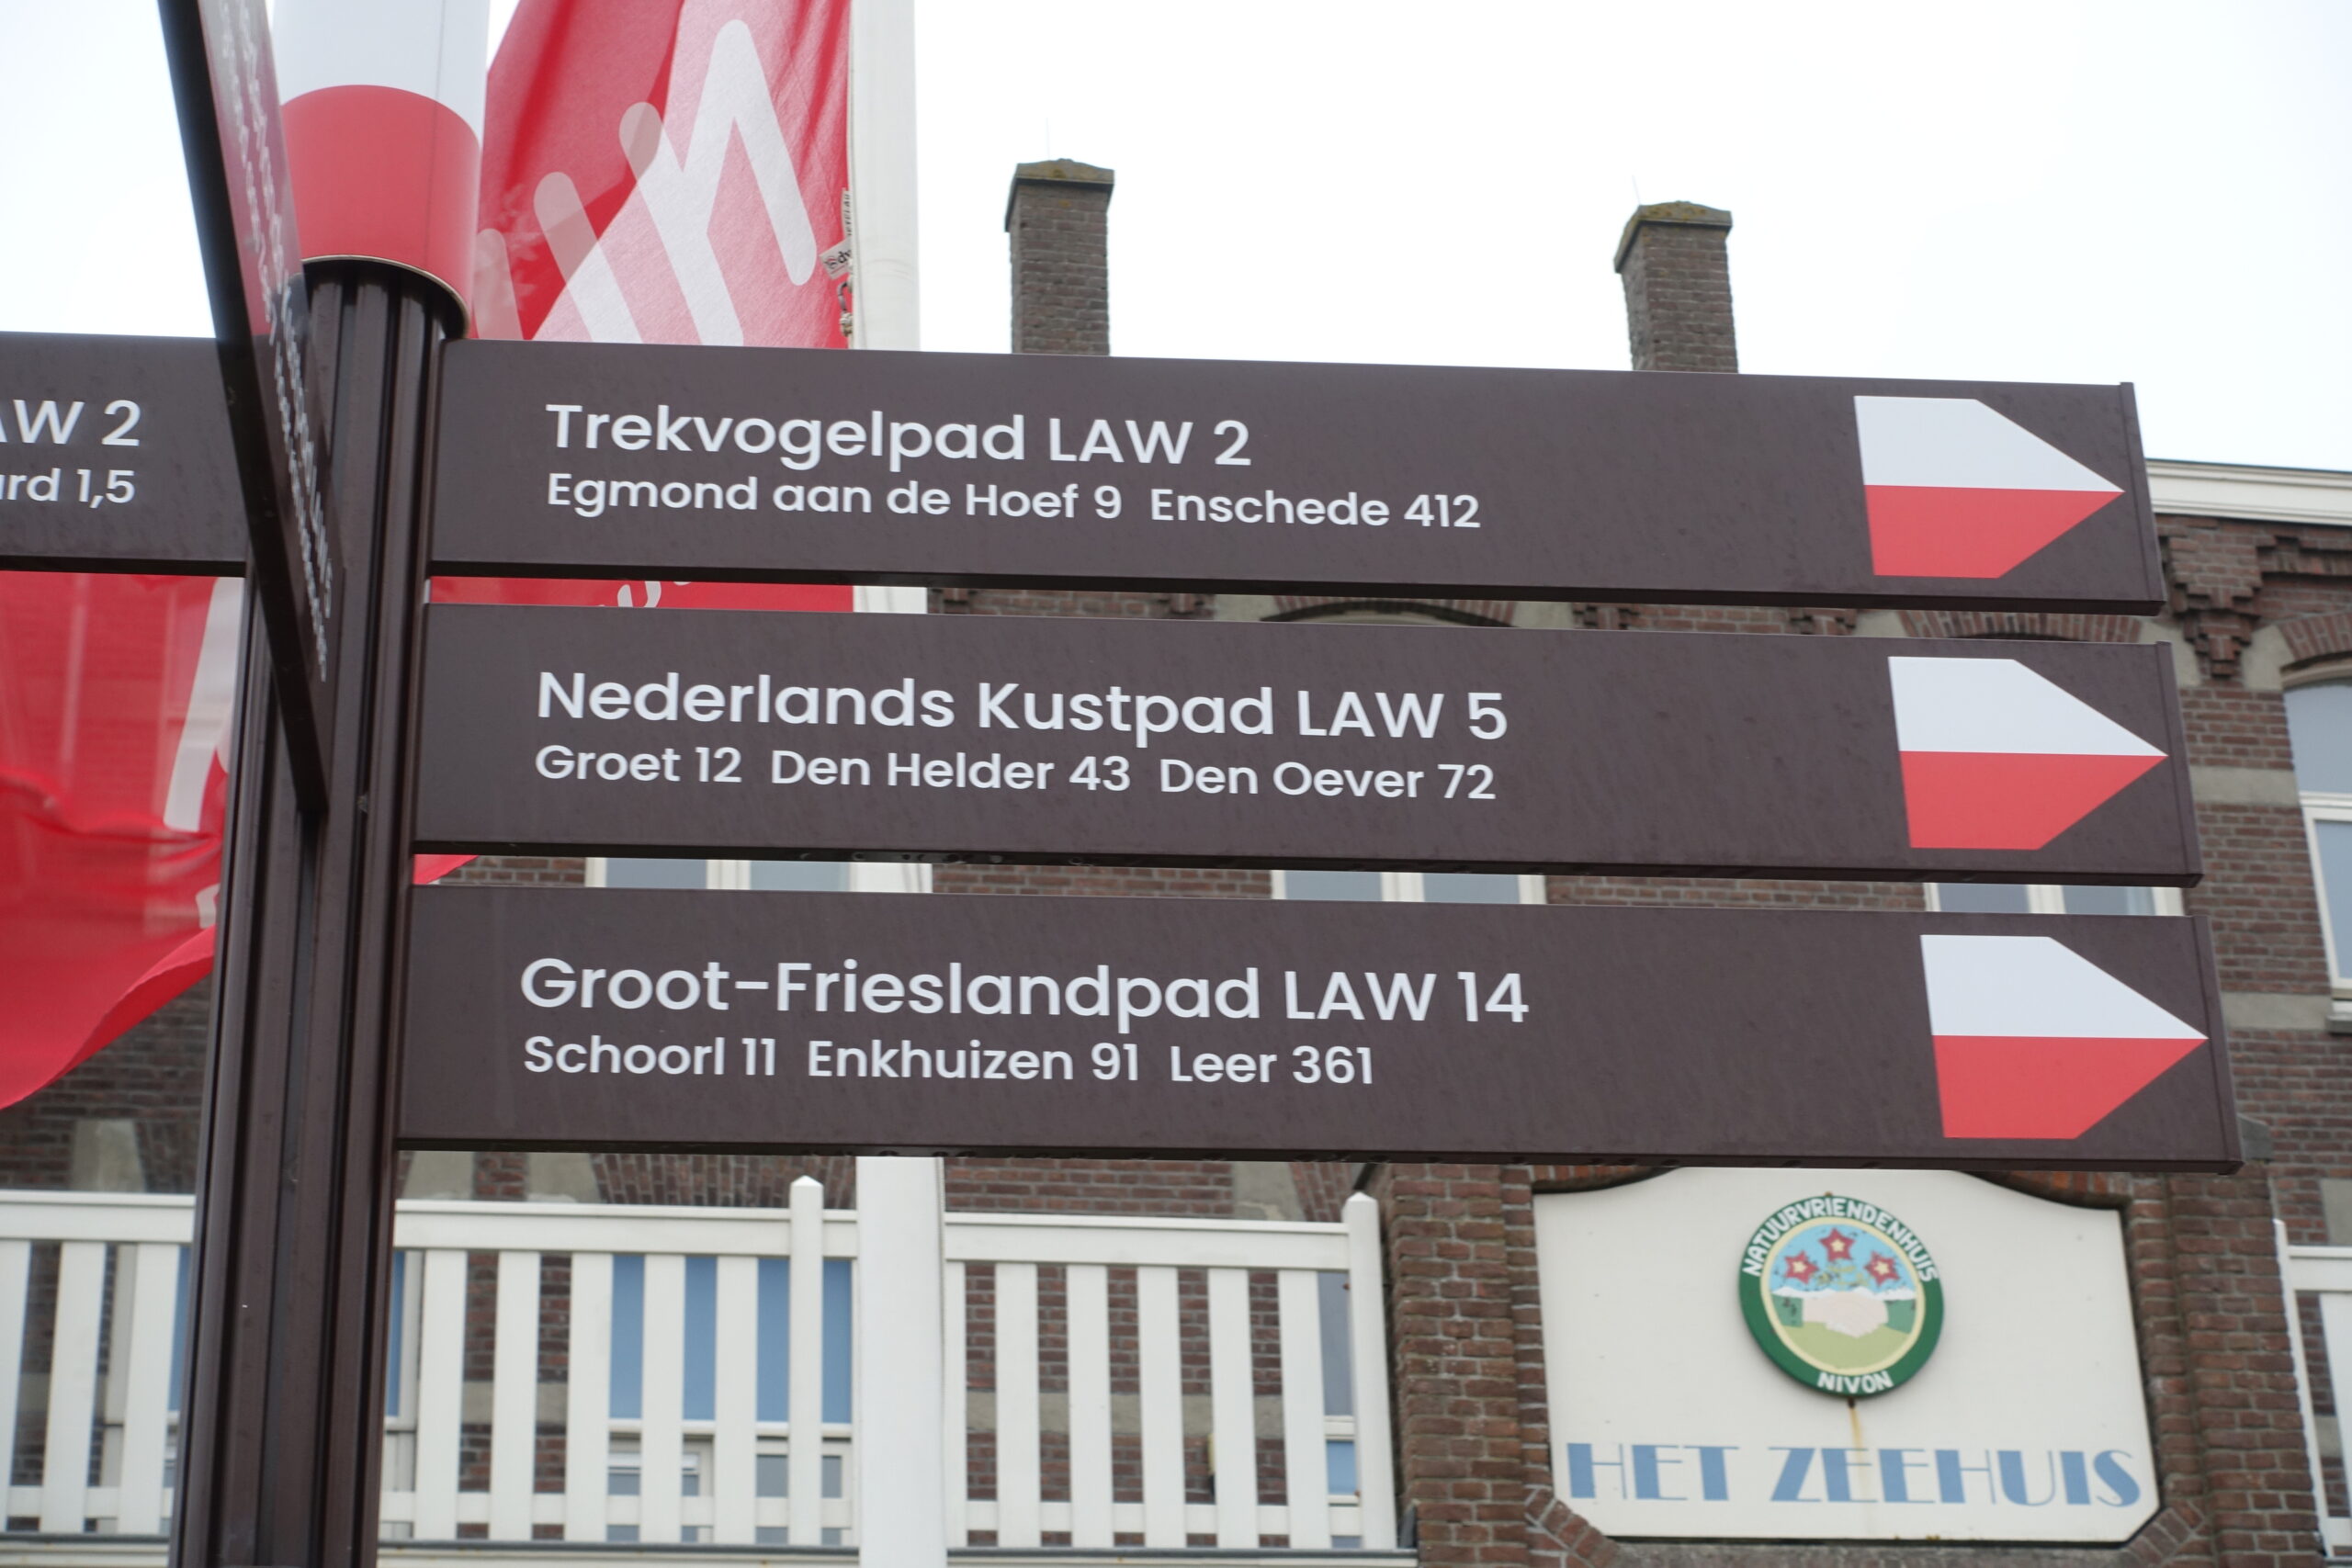 LAW 2
1,5
Trekvogelpad LAW 2
Egmond aan de Hoef 9 Enschede 412
Nederlands Kustpad LAW 5
Groet 12 Den Helder 43 Den Oever 72
Groot-Frieslandpad LAW 14
Schoorl 11 Enkhuizen 91 Leer 361
NATUURVRIENDENHUIS
NIVON
HET ZEEHUIS